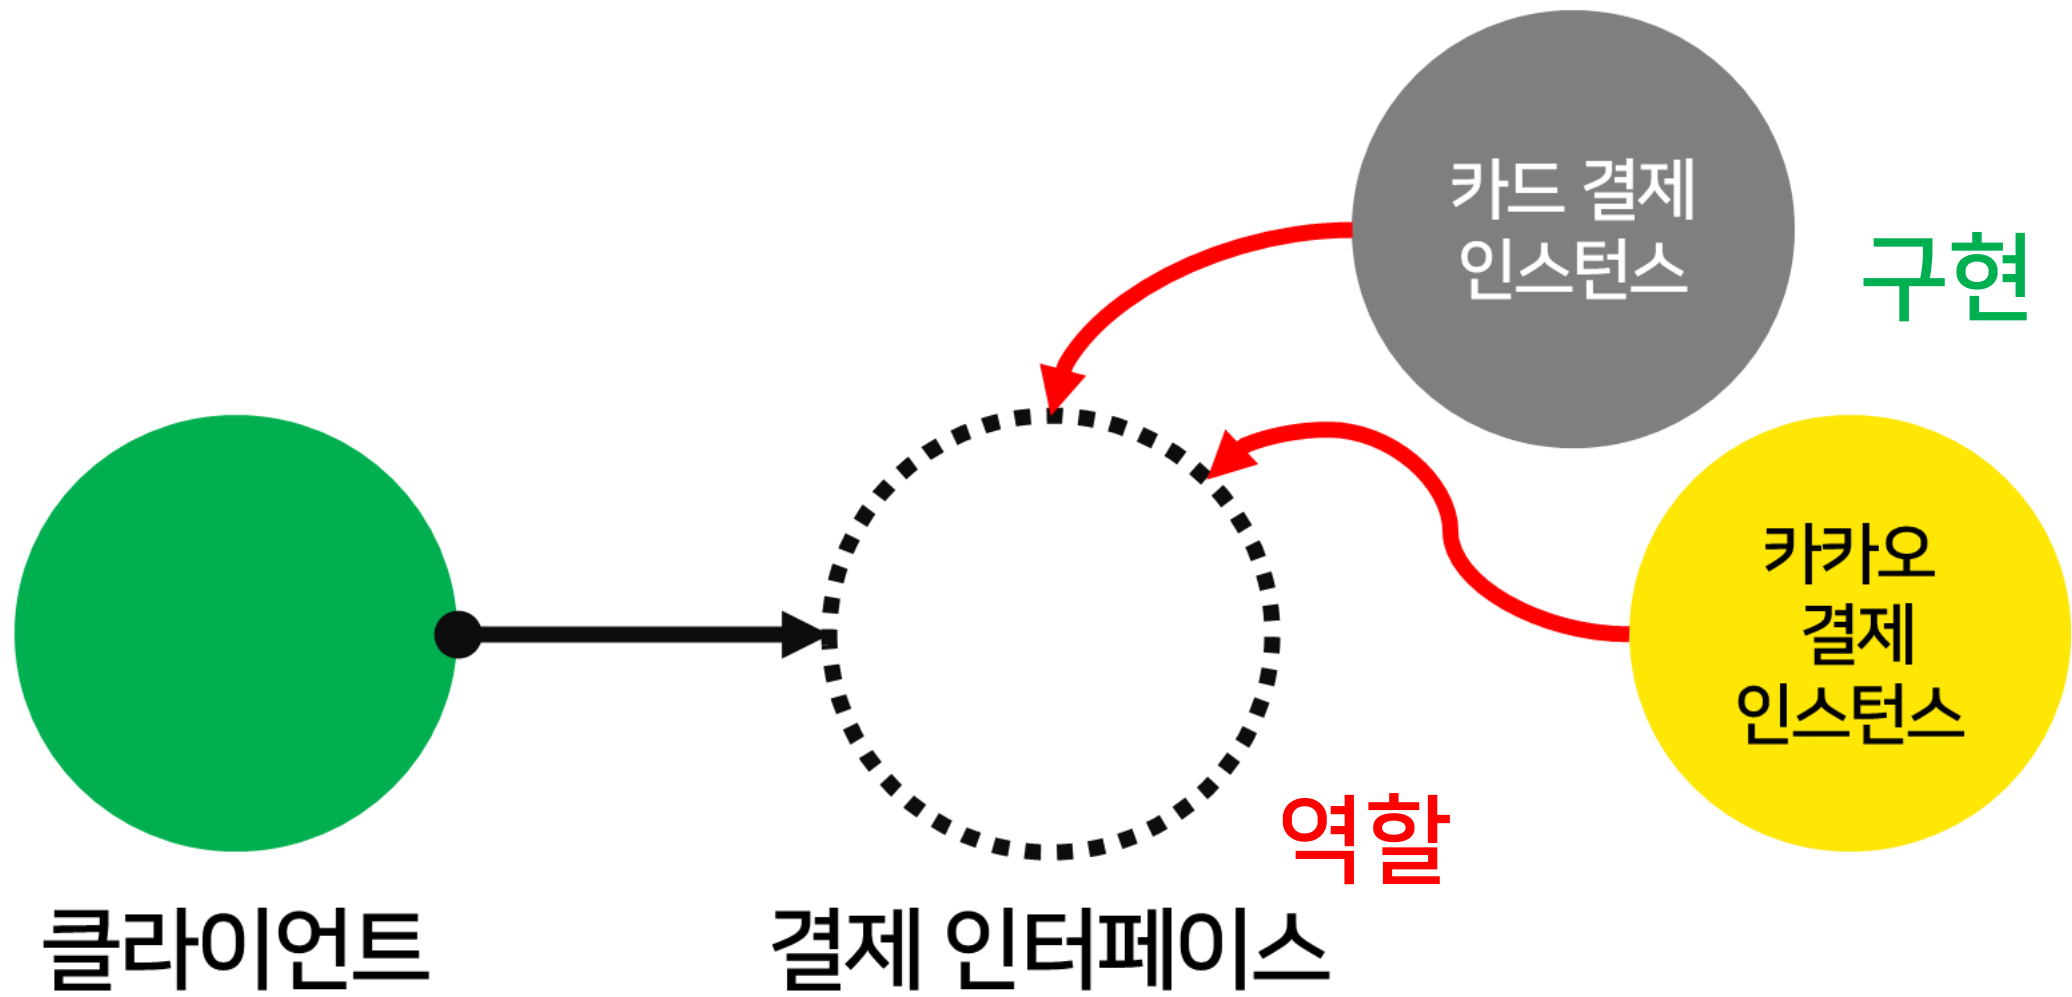 카드 결제
인스턴스
구현
카카오
결제
인스턴스
역할
클라이언트
결제 인터페이스